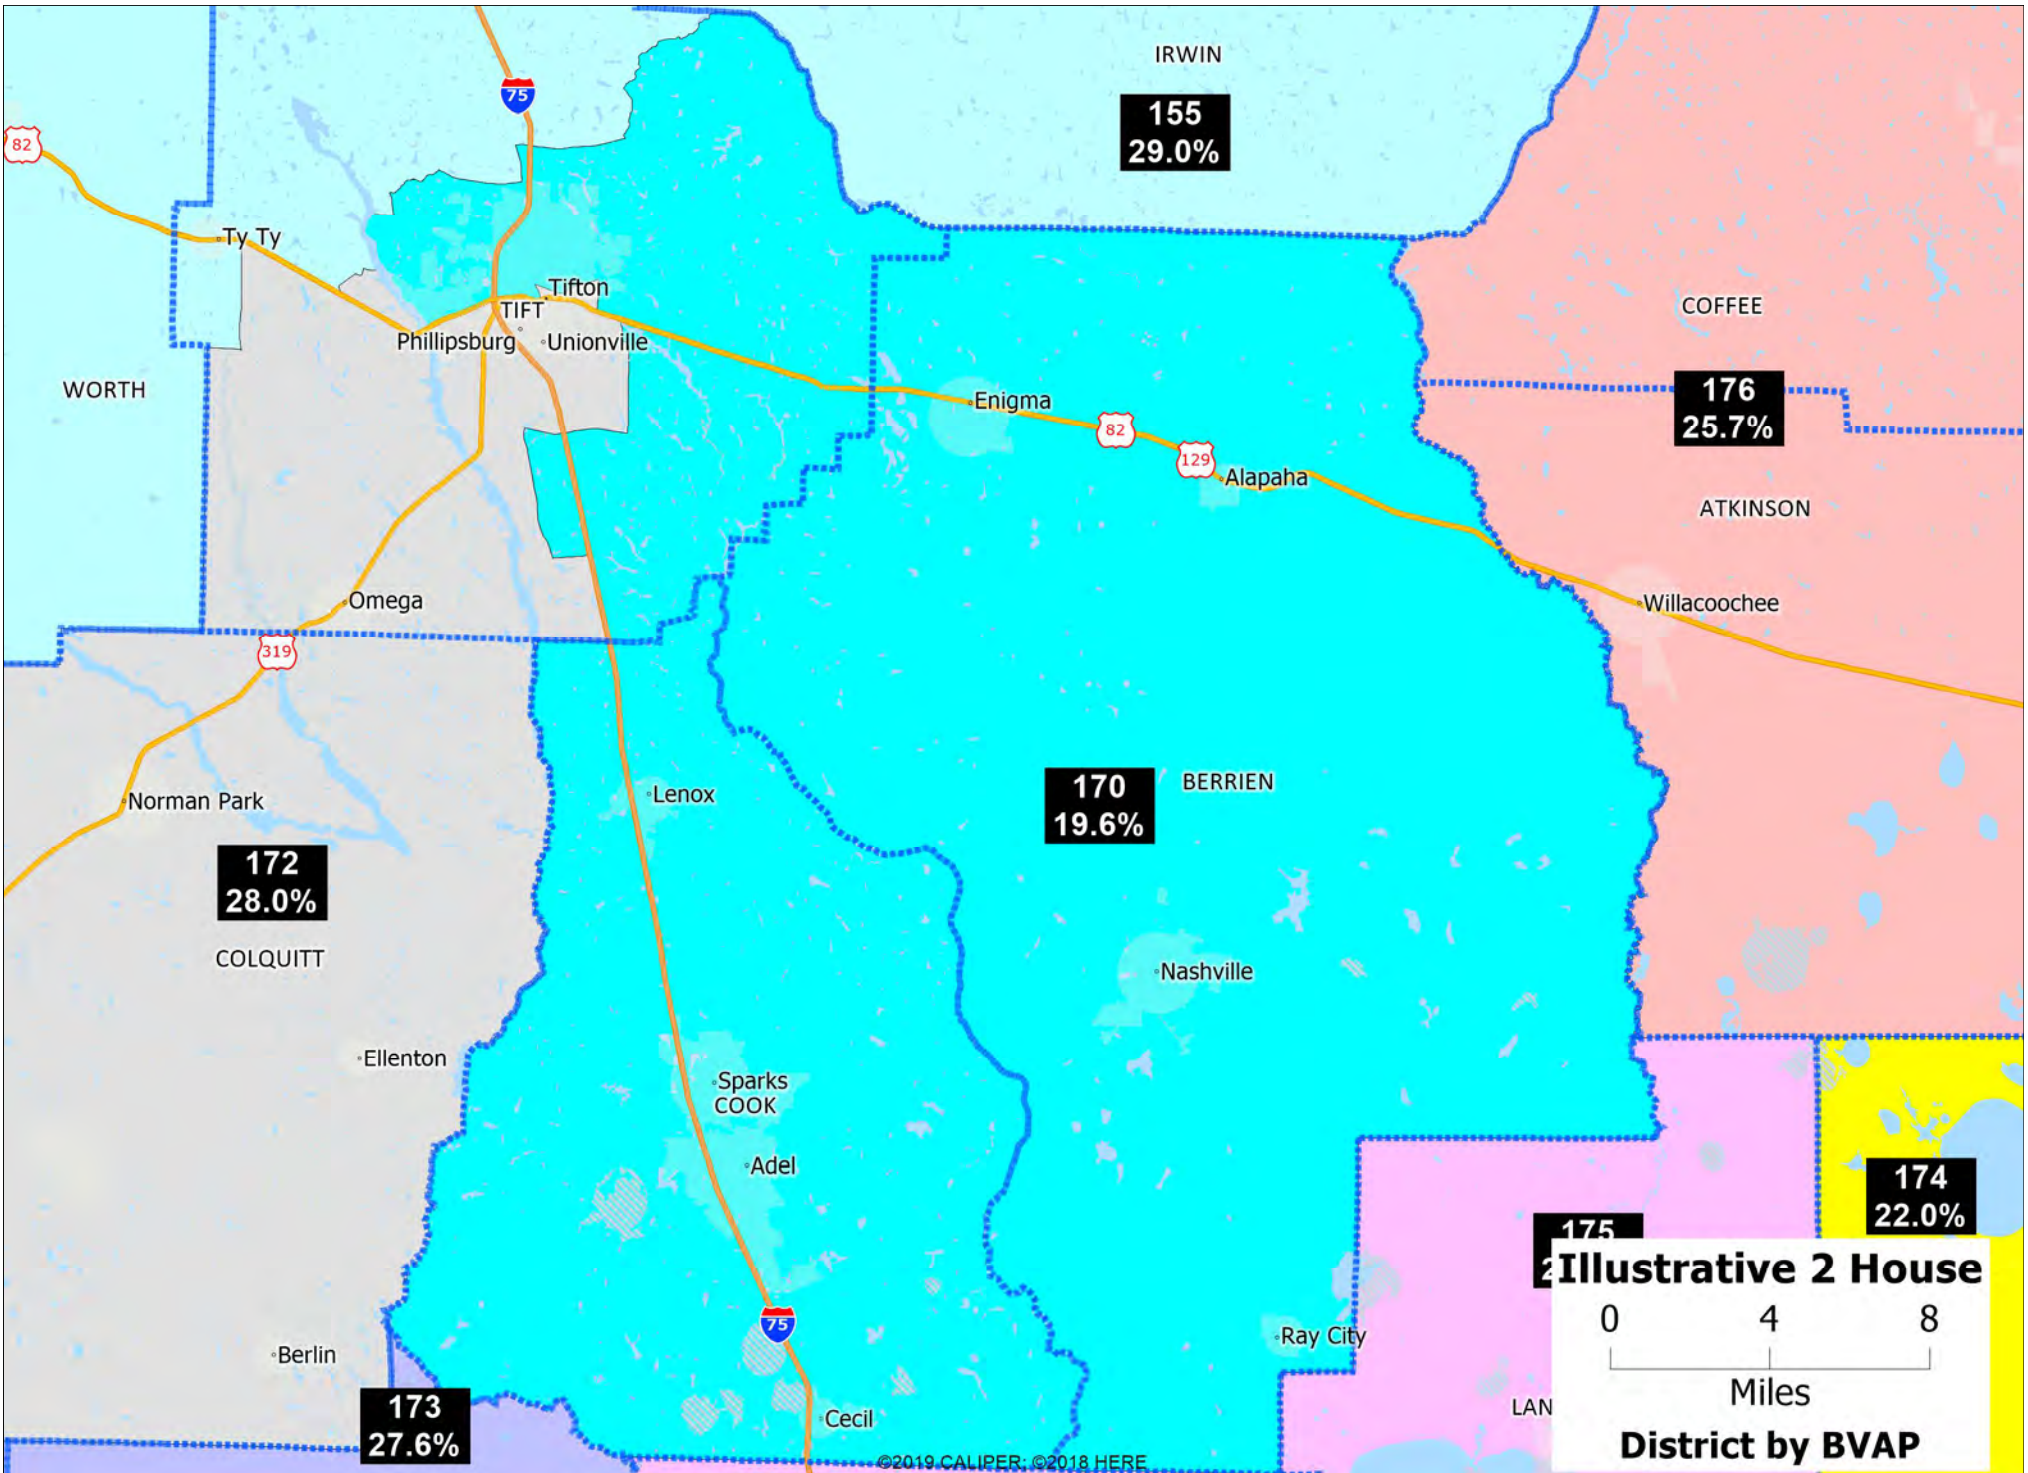 IRWIN
75
155
29.0%
82
Ty Ty
Tifton
TIFT
COFFEE
Phillipsburg
Unionville
WORTH
176
25.7%
Enigma
82
129
Alapaha
ATKINSON
Omega
Willacoochee
319
Lenox
170
19.6%
BERRIEN
Norman Park
172
28.0%
COLQUITT
Nashville
Ellenton
Sparks
COOK
Adel
174
22.0%
175
2
Illustrative 2 House
0 4 8
Miles
District by BVAP
75
Ray City
Berlin
LAN
173
27.6%
Cecil
©2019 CALIPER; ©2018 HERE